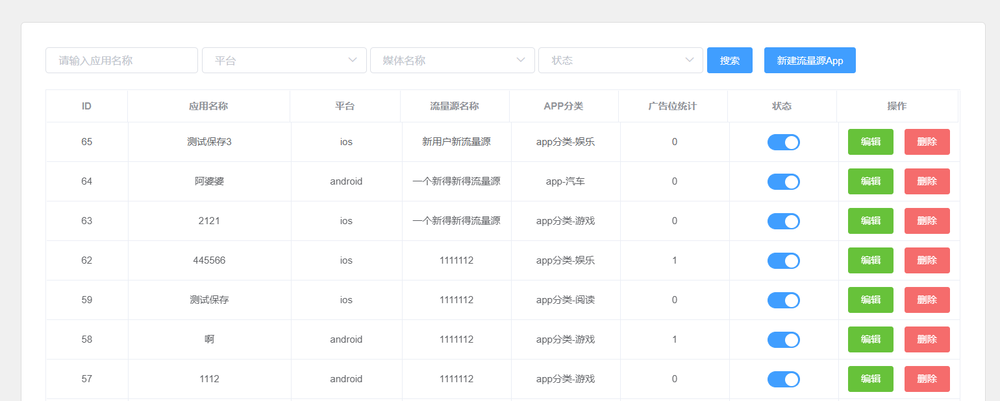 请输入应用名称 平台 媒体名称 状态 搜索 新建流量源App
ID 应用名称 平台 流量源名称 APP分类 广告位统计 状态 操作
65 测试保存3 ios 新用户新流量源 app分类-娱乐 0 编辑 删除
64 阿婆婆 android 一个新得新得流量源 app-汽车 0 编辑 删除
63 2121 ios 一个新得新得流量源 app分类-游戏 0 编辑 删除
62 445566 ios 1111112 app分类-娱乐 1 编辑 删除
59 测试保存 ios 1111112 app分类-阅读 0 编辑 删除
58 啊 android 1111112 app分类-游戏 1 编辑 删除
57 1112 android 1111112 app分类-游戏 0 编辑 删除